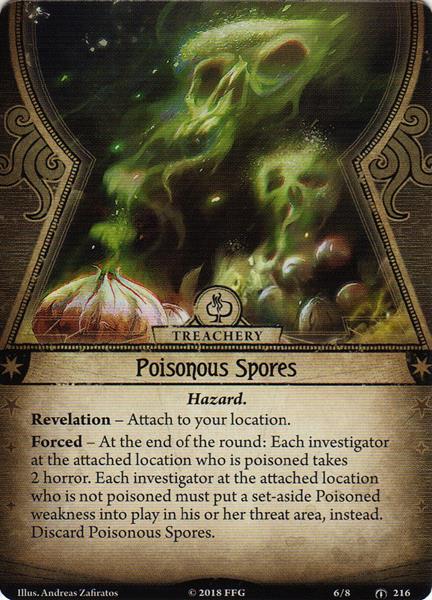 TREACHERY
Poisonous Spores
Hazard.
Revelation – Attach to your location.
Forced – At the end of the round: Each investigator
at the attached location who is poisoned takes
2 horror. Each investigator at the attached location
who is not poisoned must put a set-aside Poisoned
weakness into play in his or her threat area, instead.
Discard Poisonous Spores.
Illus. Andreas Zafiratos © 2018 FFG 6/8 216